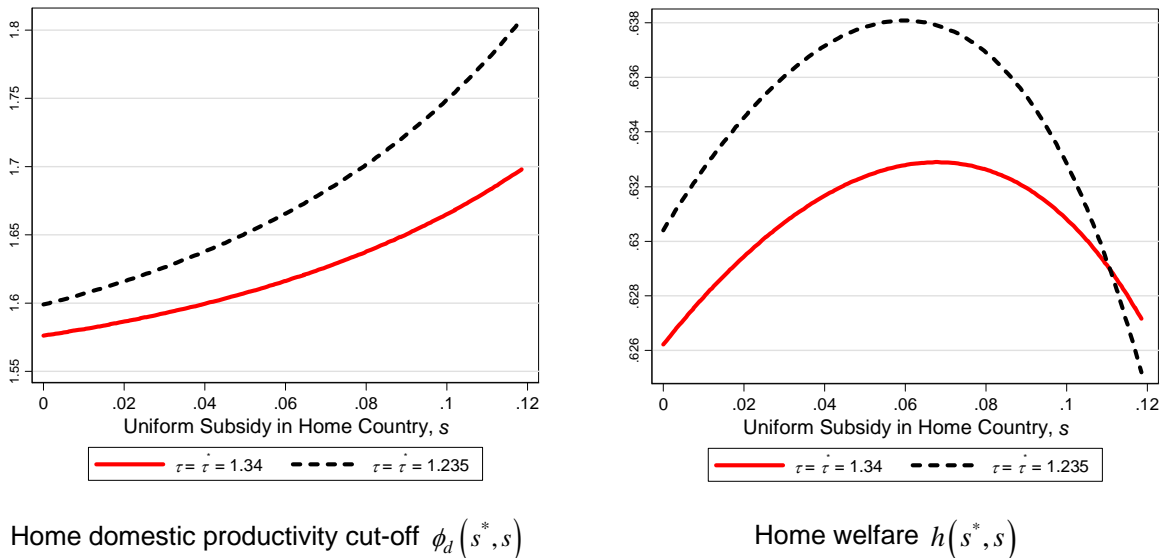 1.8
1.75
1.7
1.65
1.6
1.55
0 .02 .04 .06 .08 .1 .12
Uniform Subsidy in Home Country, s
τ = τ* = 1.34 τ = τ* = 1.235
Home domestic productivity cut-off ϕd(s*, s)
.638
.636
.634
.632
.63
.628
.626
0 .02 .04 .06 .08 .1 .12
Uniform Subsidy in Home Country, s
τ = τ* = 1.34 τ = τ* = 1.235
Home welfare h(s*, s)